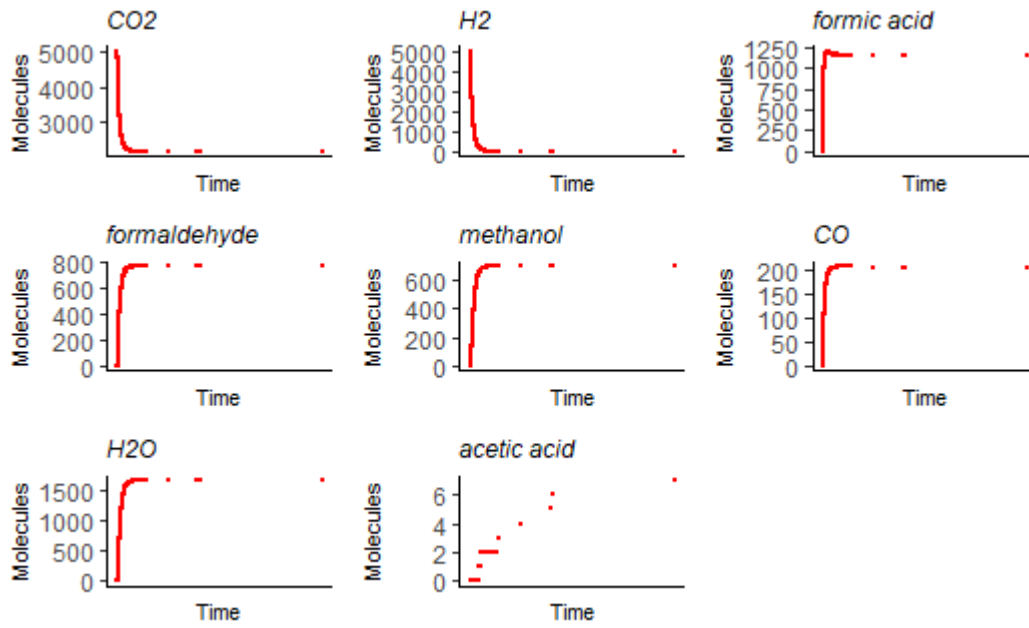 CO2
Molecules
5000
4000
3000
Time
H2
Molecules
5000
4000
3000
2000
1000
0
Time
formic acid
Molecules
1250
1000
750
500
250
0
Time
formaldehyde
Molecules
800
600
400
200
0
Time
methanol
Molecules
600
400
200
0
Time
CO
Molecules
200
150
100
50
0
Time
H2O
Molecules
1500
1000
500
0
Time
acetic acid
Molecules
6
4
2
0
Time